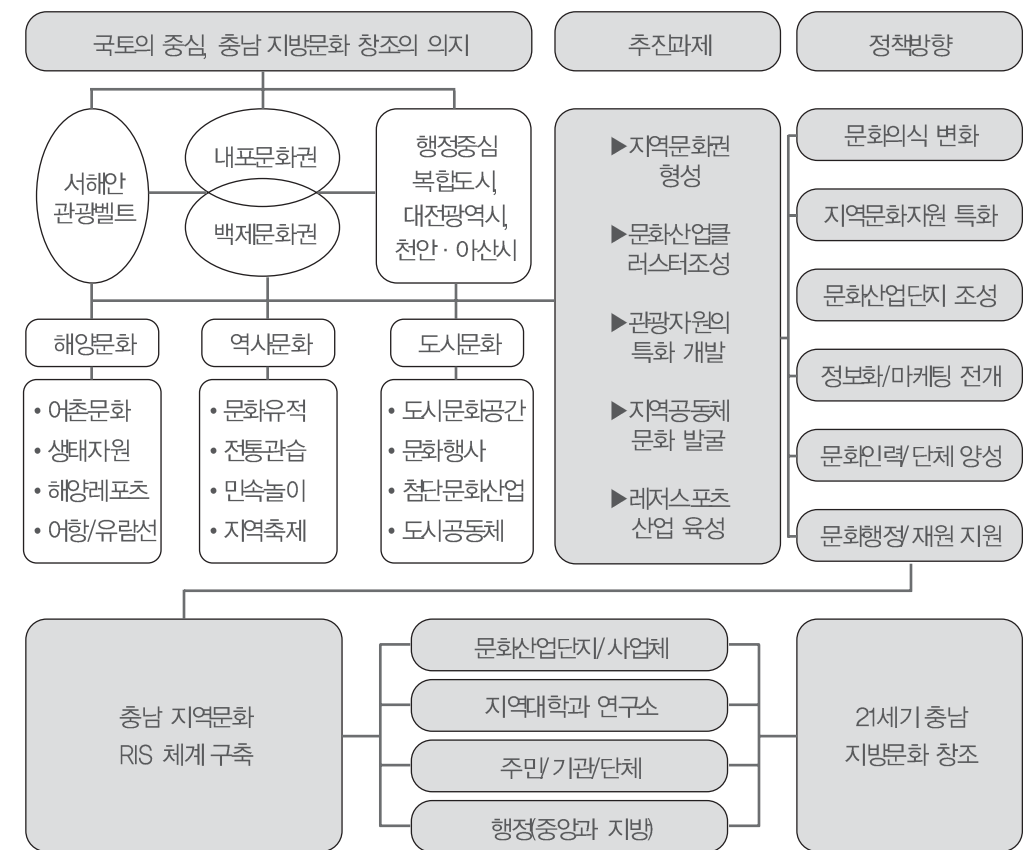 국토의 중심, 충남 지방문화 창조의 의지
추진과제
정책방향
서해안
관광벨트
내포문화권
백제문화권
행정중심
복합도시,
대전광역시,
천안·아산시
해양문화
• 어촌문화
• 생태자원
• 해양레포츠
• 어항/유람선
역사문화
• 문화유적
• 전통관습
• 민속놀이
• 지역축제
도시문화
• 도시문화공간
• 문화행사
• 첨단문화산업
• 도시공동체
▶지역문화권
형성
▶문화산업클
러스터조성
▶관광자원의
특화 개발
▶지역공동체
문화 발굴
▶레저스포츠
산업 육성
문화의식 변화
지역문화자원 특화
문화산업단지 조성
정보화/마케팅 전개
문화인력/단체 양성
문화행정/재원 지원
충남 지역문화
RIS 체계 구축
문화산업단지/사업체
지역대학과 연구소
주민/기관/단체
행정(중앙과 지방)
21세기 충남
지방문화 창조